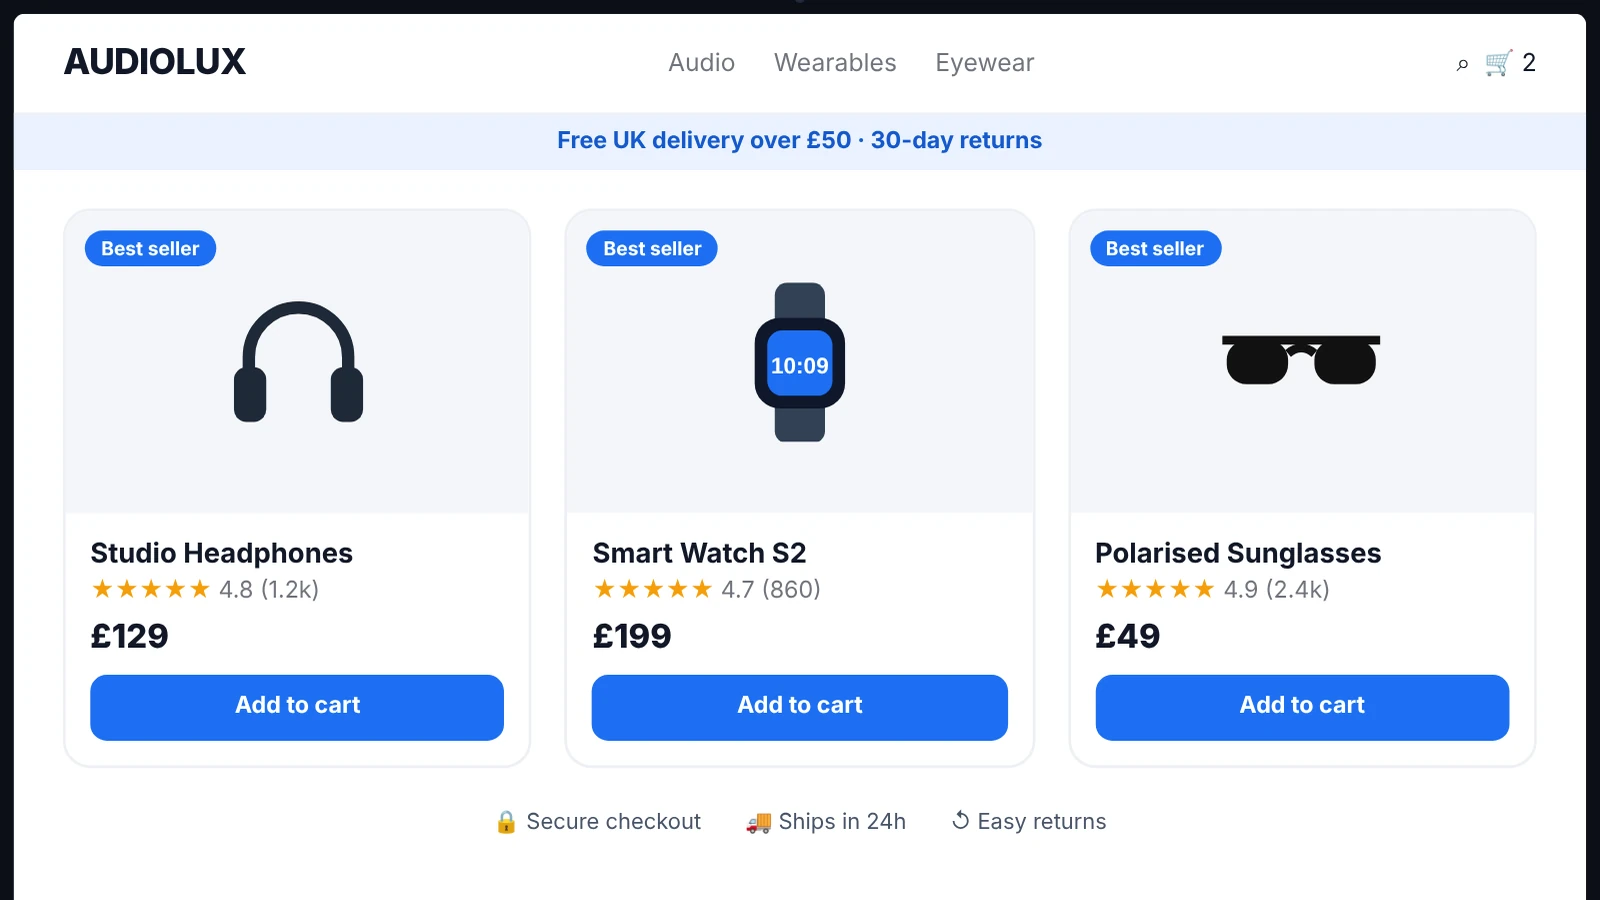 AUDIOLUX
Audio Wearables Eyewear
2
Free UK delivery over £50 · 30-day returns
Best seller
10:09
Studio Headphones
★★★★★ 4.8 (1.2k)
£129
Add to cart
Best seller
Smart Watch S2
★★★★★ 4.7 (860)
£199
Add to cart
Best seller
Polarised Sunglasses
★★★★★ 4.9 (2.4k)
£49
Add to cart
Secure checkout Ships in 24h Easy returns